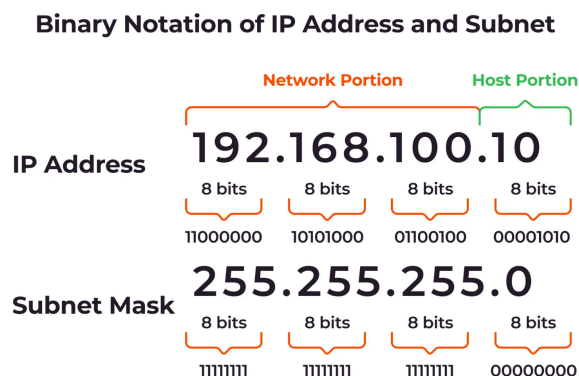 Binary Notation of IP Address and Subnet
Network Portion Host Portion
IP Address 192.168.100.10
8 bits 8 bits 8 bits 8 bits
11000000 10101000 01100100 00001010
Subnet Mask 255.255.255.0
8 bits 8 bits 8 bits 8 bits
11111111 11111111 11111111 00000000